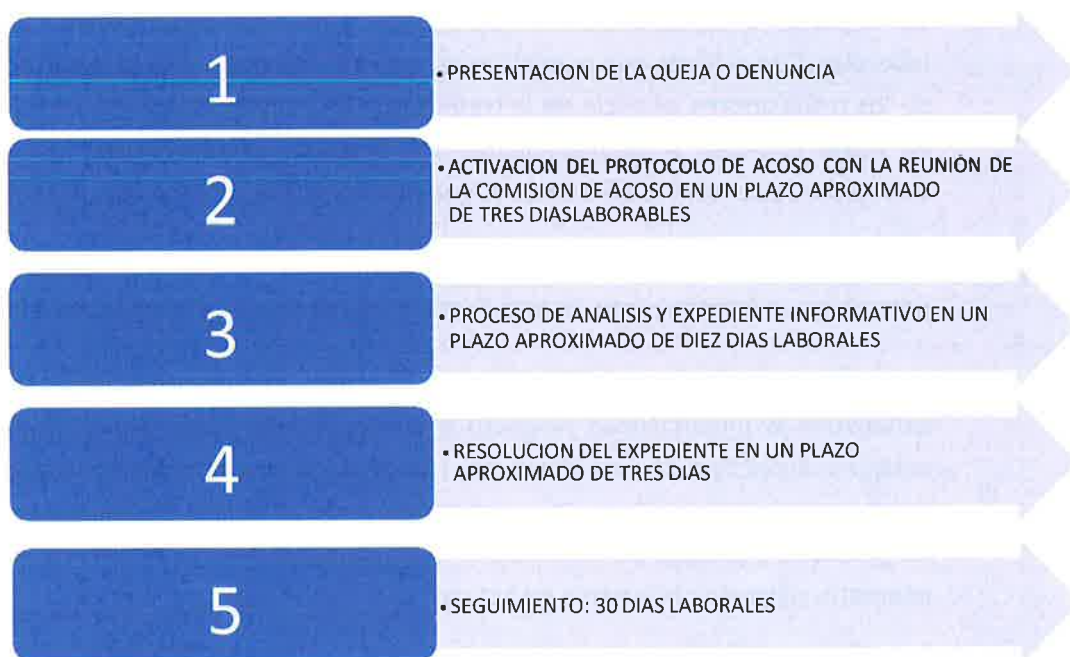 1
• PRESENTACION DE LA QUEJA O DENUNCIA
2
• ACTIVACION DEL PROTOCOLO DE ACOSO CON LA REUNIÓN DE
LA COMISION DE ACOSO EN UN PLAZO APROXIMADO
DE TRES DIASLABORABLES
3
• PROCESO DE ANALISIS Y EXPEDIENTE INFORMATIVO EN UN
PLAZO APROXIMADO DE DIEZ DIAS LABORALES
4
• RESOLUCION DEL EXPEDIENTE EN UN PLAZO
APROXIMADO DE TRES DIAS
5
• SEGUIMIENTO: 30 DIAS LABORALES